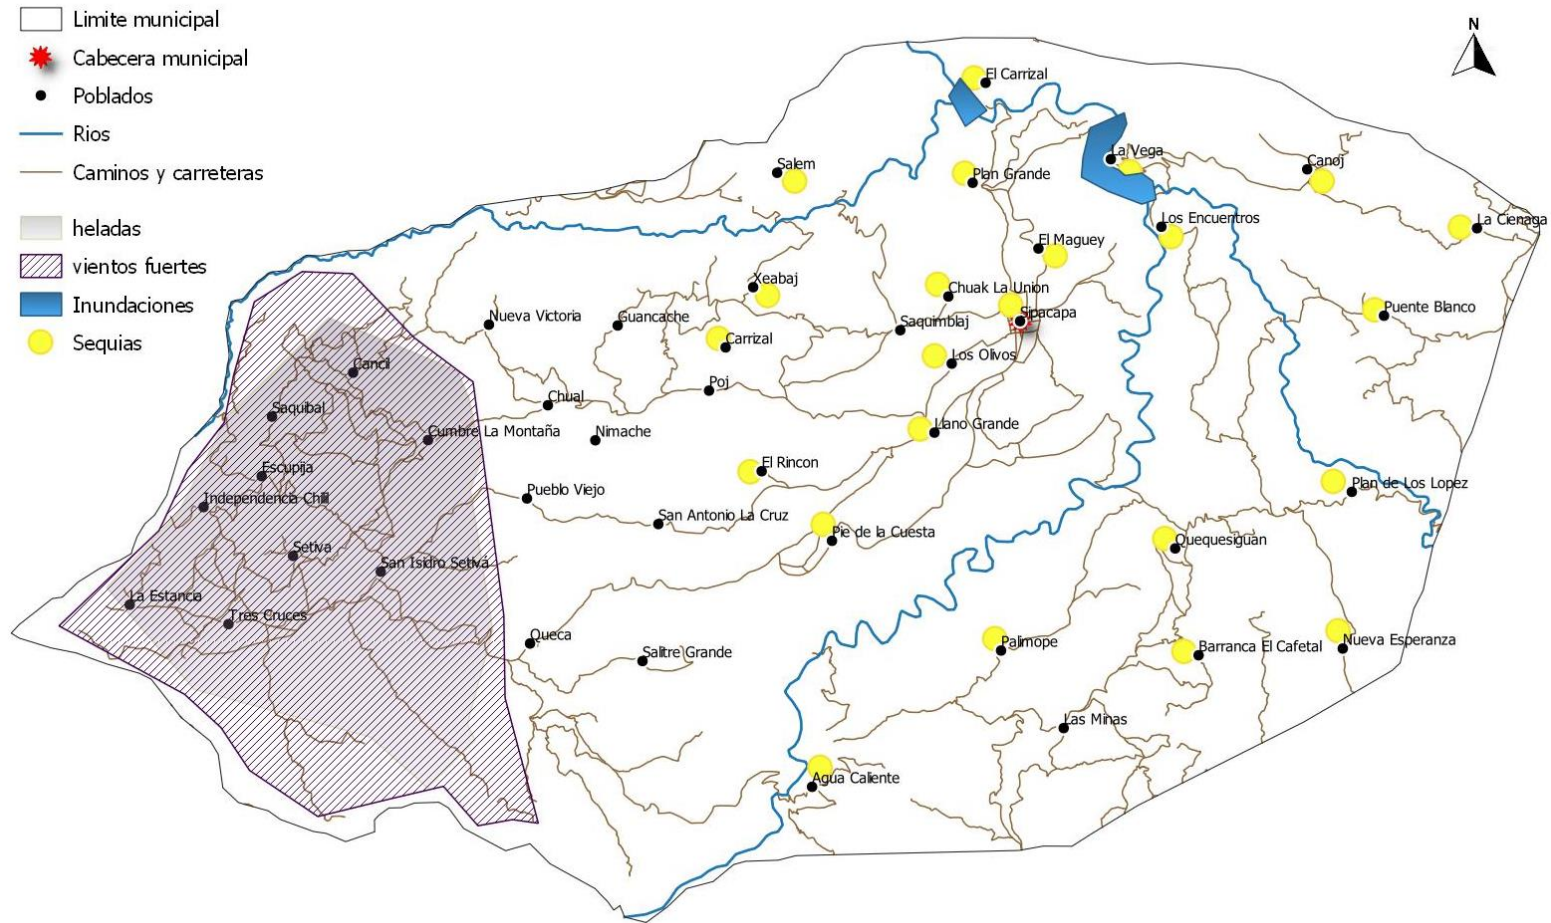 Limite municipal
Cabecera municipal
Poblados
Rios
Caminos y carreteras
heladas
vientos fuertes
Inundaciones
Sequias
N
El Carrizal
La Vega
Salem
Plan Grande
Canoj
La Cienaga
Los Encuentros
El Maguey
Xeabaj
Chuak La Union
Nueva Victoria
Guancache
Saquimblaj
Sipacapa
Puente Blanco
Carrizal
Los Olivos
Cancil
Poj
Chual
Saquibal
Cumbre La Montaña
Nimache
Llano Grande
Escupija
El Rincon
Independencia Chilil
Pueblo Viejo
Plan de Los Lopez
San Antonio La Cruz
Pie de la Cuesta
Setiva
Quequesiguan
San Isidro Setivá
La Estancia
Tres Cruces
Queca
Salitre Grande
Palimope
Barranca El Cafetal
Nueva Esperanza
Las Minas
Agua Caliente